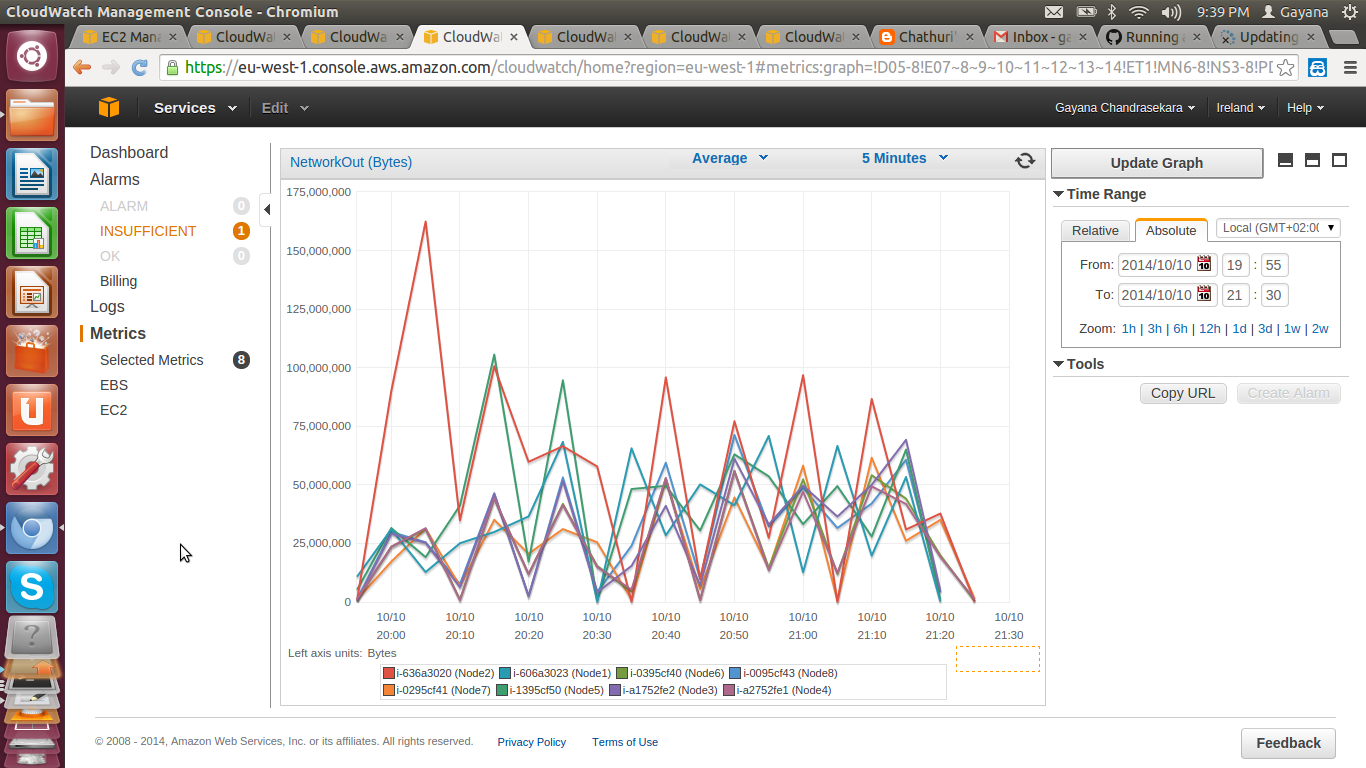 CloudWatch Management Console - Chromium
9:39 PM Gayana
EC2 Man
CloudWa
CloudWa
CloudWa
CloudWa
CloudWa
CloudWa
Chathuri'
Inbox - ga
Running
Updating
https://eu-west-1.console.aws.amazon.com/cloudwatch/home?region=eu-west-1#metrics:graph=!D05-8!E07~8~9~10~11~12~13~14!ET1!MN6-8!NS3-8!PD
Services Edit
Gayana Chandrasekara Ireland Help
Dashboard
Alarms
ALARM 0
INSUFFICIENT 1
OK 0
Billing
Logs
Metrics
Selected Metrics 8
EBS
EC2
NetworkOut (Bytes) Average 5 Minutes
175,000,000
150,000,000
125,000,000
100,000,000
75,000,000
50,000,000
25,000,000
0
10/10 10/10 10/10 10/10 10/10 10/10 10/10 10/10 10/10 10/10
20:00 20:10 20:20 20:30 20:40 20:50 21:00 21:10 21:20 21:30
Left axis units: Bytes
i-636a3020 (Node2) i-606a3023 (Node1) i-0395cf40 (Node6) i-0095cf43 (Node8)
i-0295cf41 (Node7) i-1395cf50 (Node5) i-a1752fe2 (Node3) i-a2752fe1 (Node4)
Update Graph
Time Range
Relative Absolute Local (GMT+02:00
From: 2014/10/10 10 19 : 55
To: 2014/10/10 10 21 : 30
Zoom: 1h | 3h | 6h | 12h | 1d | 3d | 1w | 2w
Tools
Copy URL Create Alarm
© 2008 - 2014, Amazon Web Services, Inc. or its affiliates. All rights reserved. Privacy Policy Terms of Use
Feedback